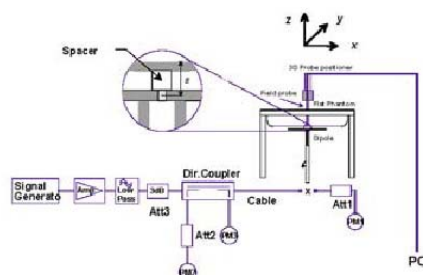 z
y
x
Spacer
s
3D Probe positioner
Field probe
Flat Phantom
Dipole
Dir.Coupler
Signal
Generato
Amp
Low
Pass
3dB
Att3
Cable
x
Att1
Att2
PM1
PM3
PM2
PC